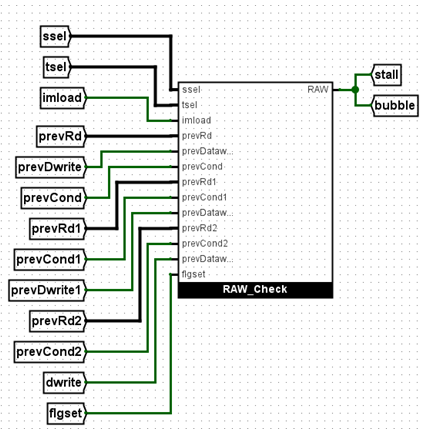 ssel
tsel
imload
prevRd
prevDwrite
prevCond
prevRd1
prevCond1
prevDwrite1
prevRd2
prevCond2
dwrite
flgset
ssel
tsel
imload
prevRd
prevDataw...
prevCond
prevRd1
prevCond1
prevDataw...
prevRd2
prevCond2
prevDataw...
flgset
RAW
RAW_Check
stall
bubble